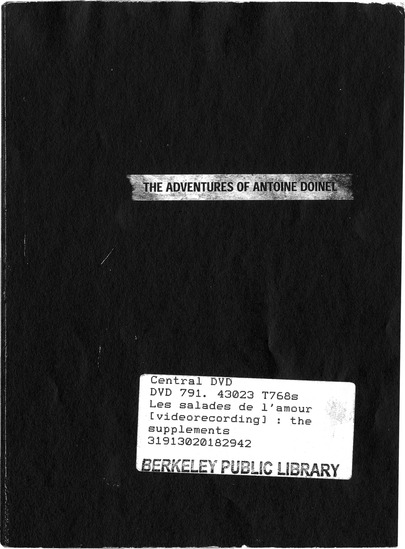 THE ADVENTURES OF ANTOINE DOINEL
Central DVD
DVD 791. 43023 T768s
Les salades de l'amour
[videorecording] : the
supplements
31913020182942
BERKELEY PUBLIC LIBRARY